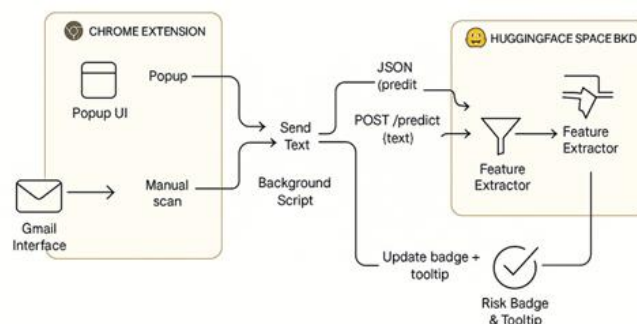 CHROME EXTENSION
Popup
Popup UI
Manual
scan
Gmail
Interface
Send
Text
Background
Script
JSON
(predit
POST /predict
(text)
HUGGINGFACE SPACE BKD
Feature
Extractor
Feature
Extractor
Update badge +
tooltip
Risk Badge
& Tooltip